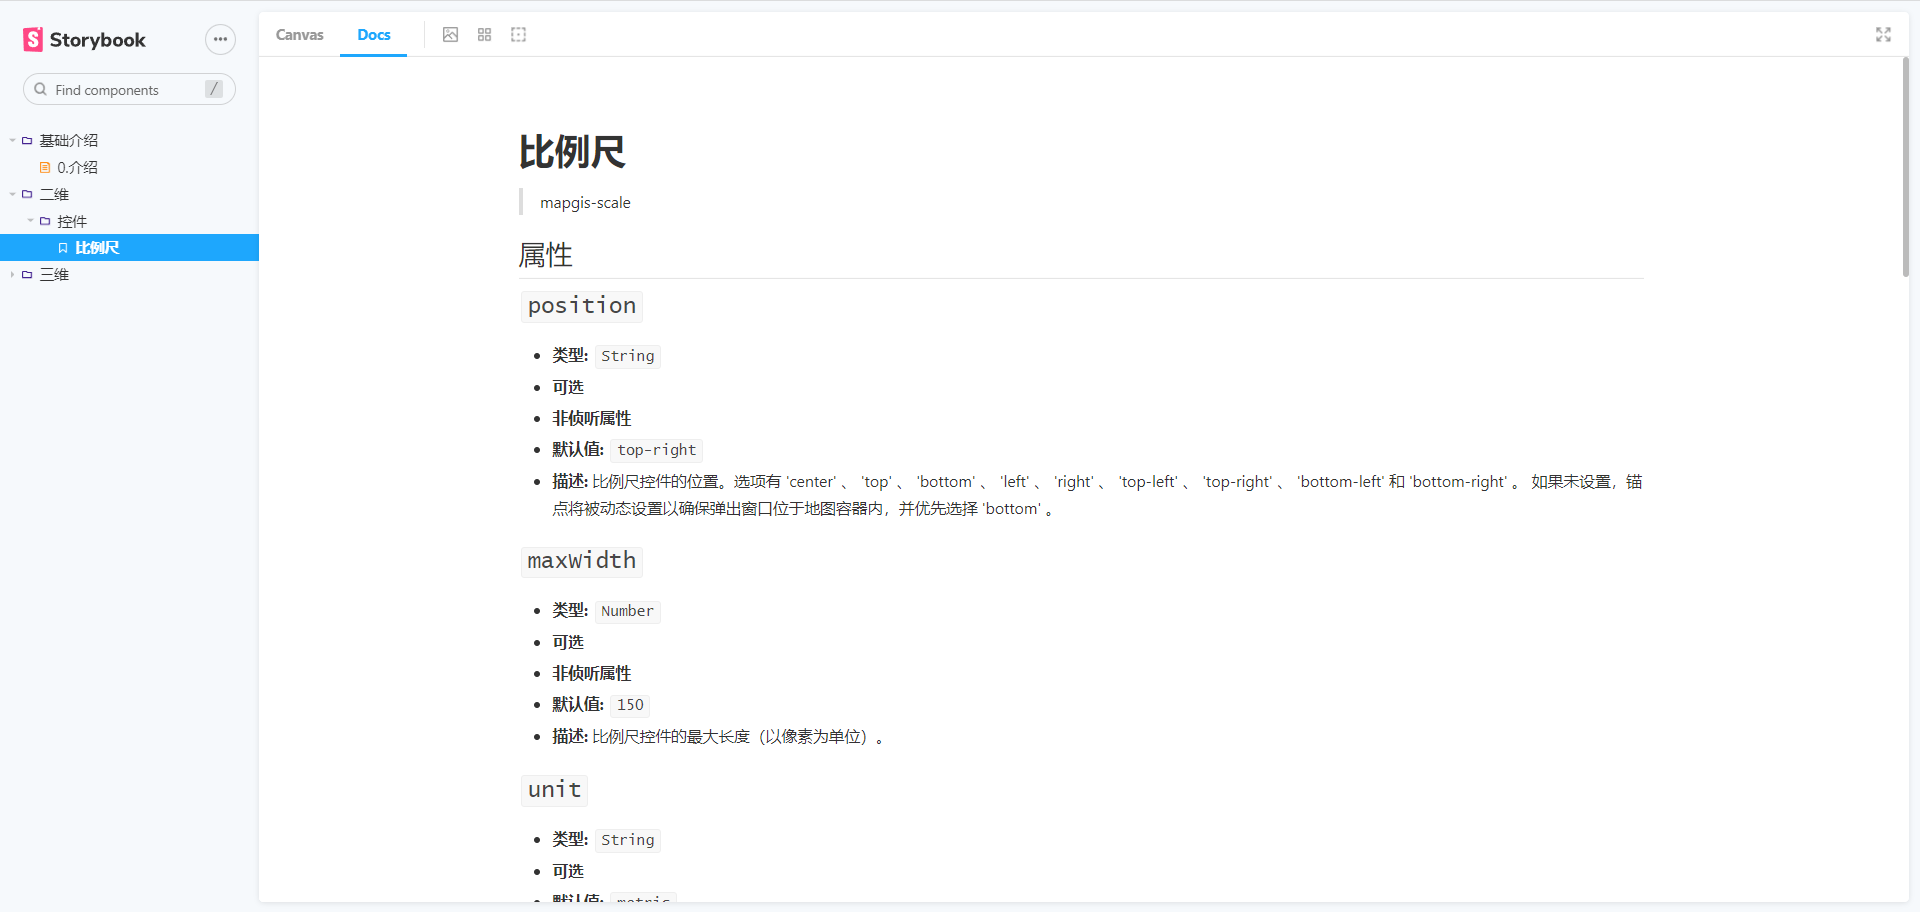 Storybook
Find components
/
基础介绍
0.介绍
二维
控件
比例尺
三维
Canvas
Docs
比例尺
mapgis-scale
属性
position
类型: String
可选
非侦听属性
默认值: top-right
描述: 比例尺控件的位置。选项有 'center' 、 'top' 、 'bottom' 、 'left' 、 'right' 、 'top-left' 、 'top-right' 、 'bottom-left' 和 'bottom-right' 。 如果未设置，锚
点将被动态设置以确保弹出窗口位于地图容器内，并优先选择 'bottom' 。
maxWidth
类型: Number
可选
非侦听属性
默认值: 150
描述: 比例尺控件的最大长度（以像素为单位）。
unit
类型: String
可选
默认值: metric